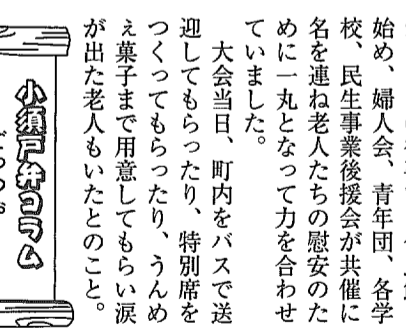 始め、婦人会、青年団、各学
校、民生事業後援会が共催に
名を連ね老人たちの慰安のた
めに一丸となって力を合わせ
ていました。
大会当日、町内をバスで送
迎してもらったり、特別席を
つくってもらったり、うんめ
ぇ菓子まで用意してもらい涙
が出た老人もいたとのこと。
小須戸弁コラム